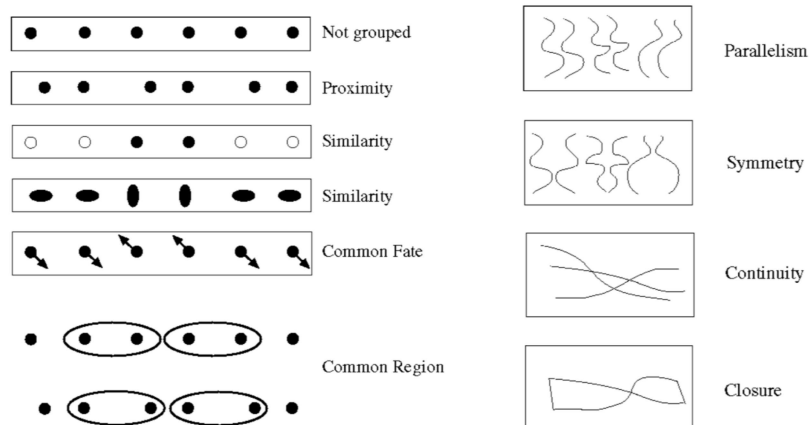 Not grouped
Proximity
Similarity
Similarity
Common Fate
Common Region
Parallelism
Symmetry
Continuity
Closure